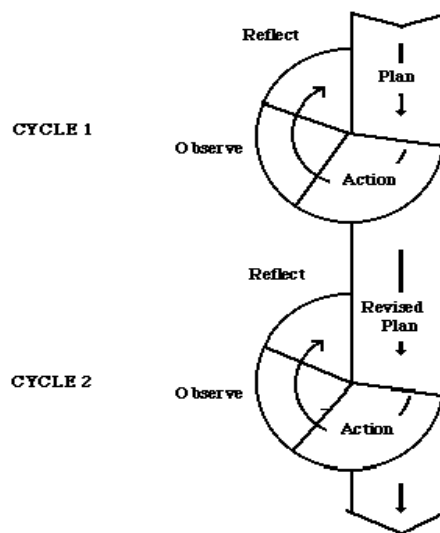 Reflect
Plan
CYCLE 1
Observe
Action
Reflect
Revised
Plan
CYCLE 2
Observe
Action